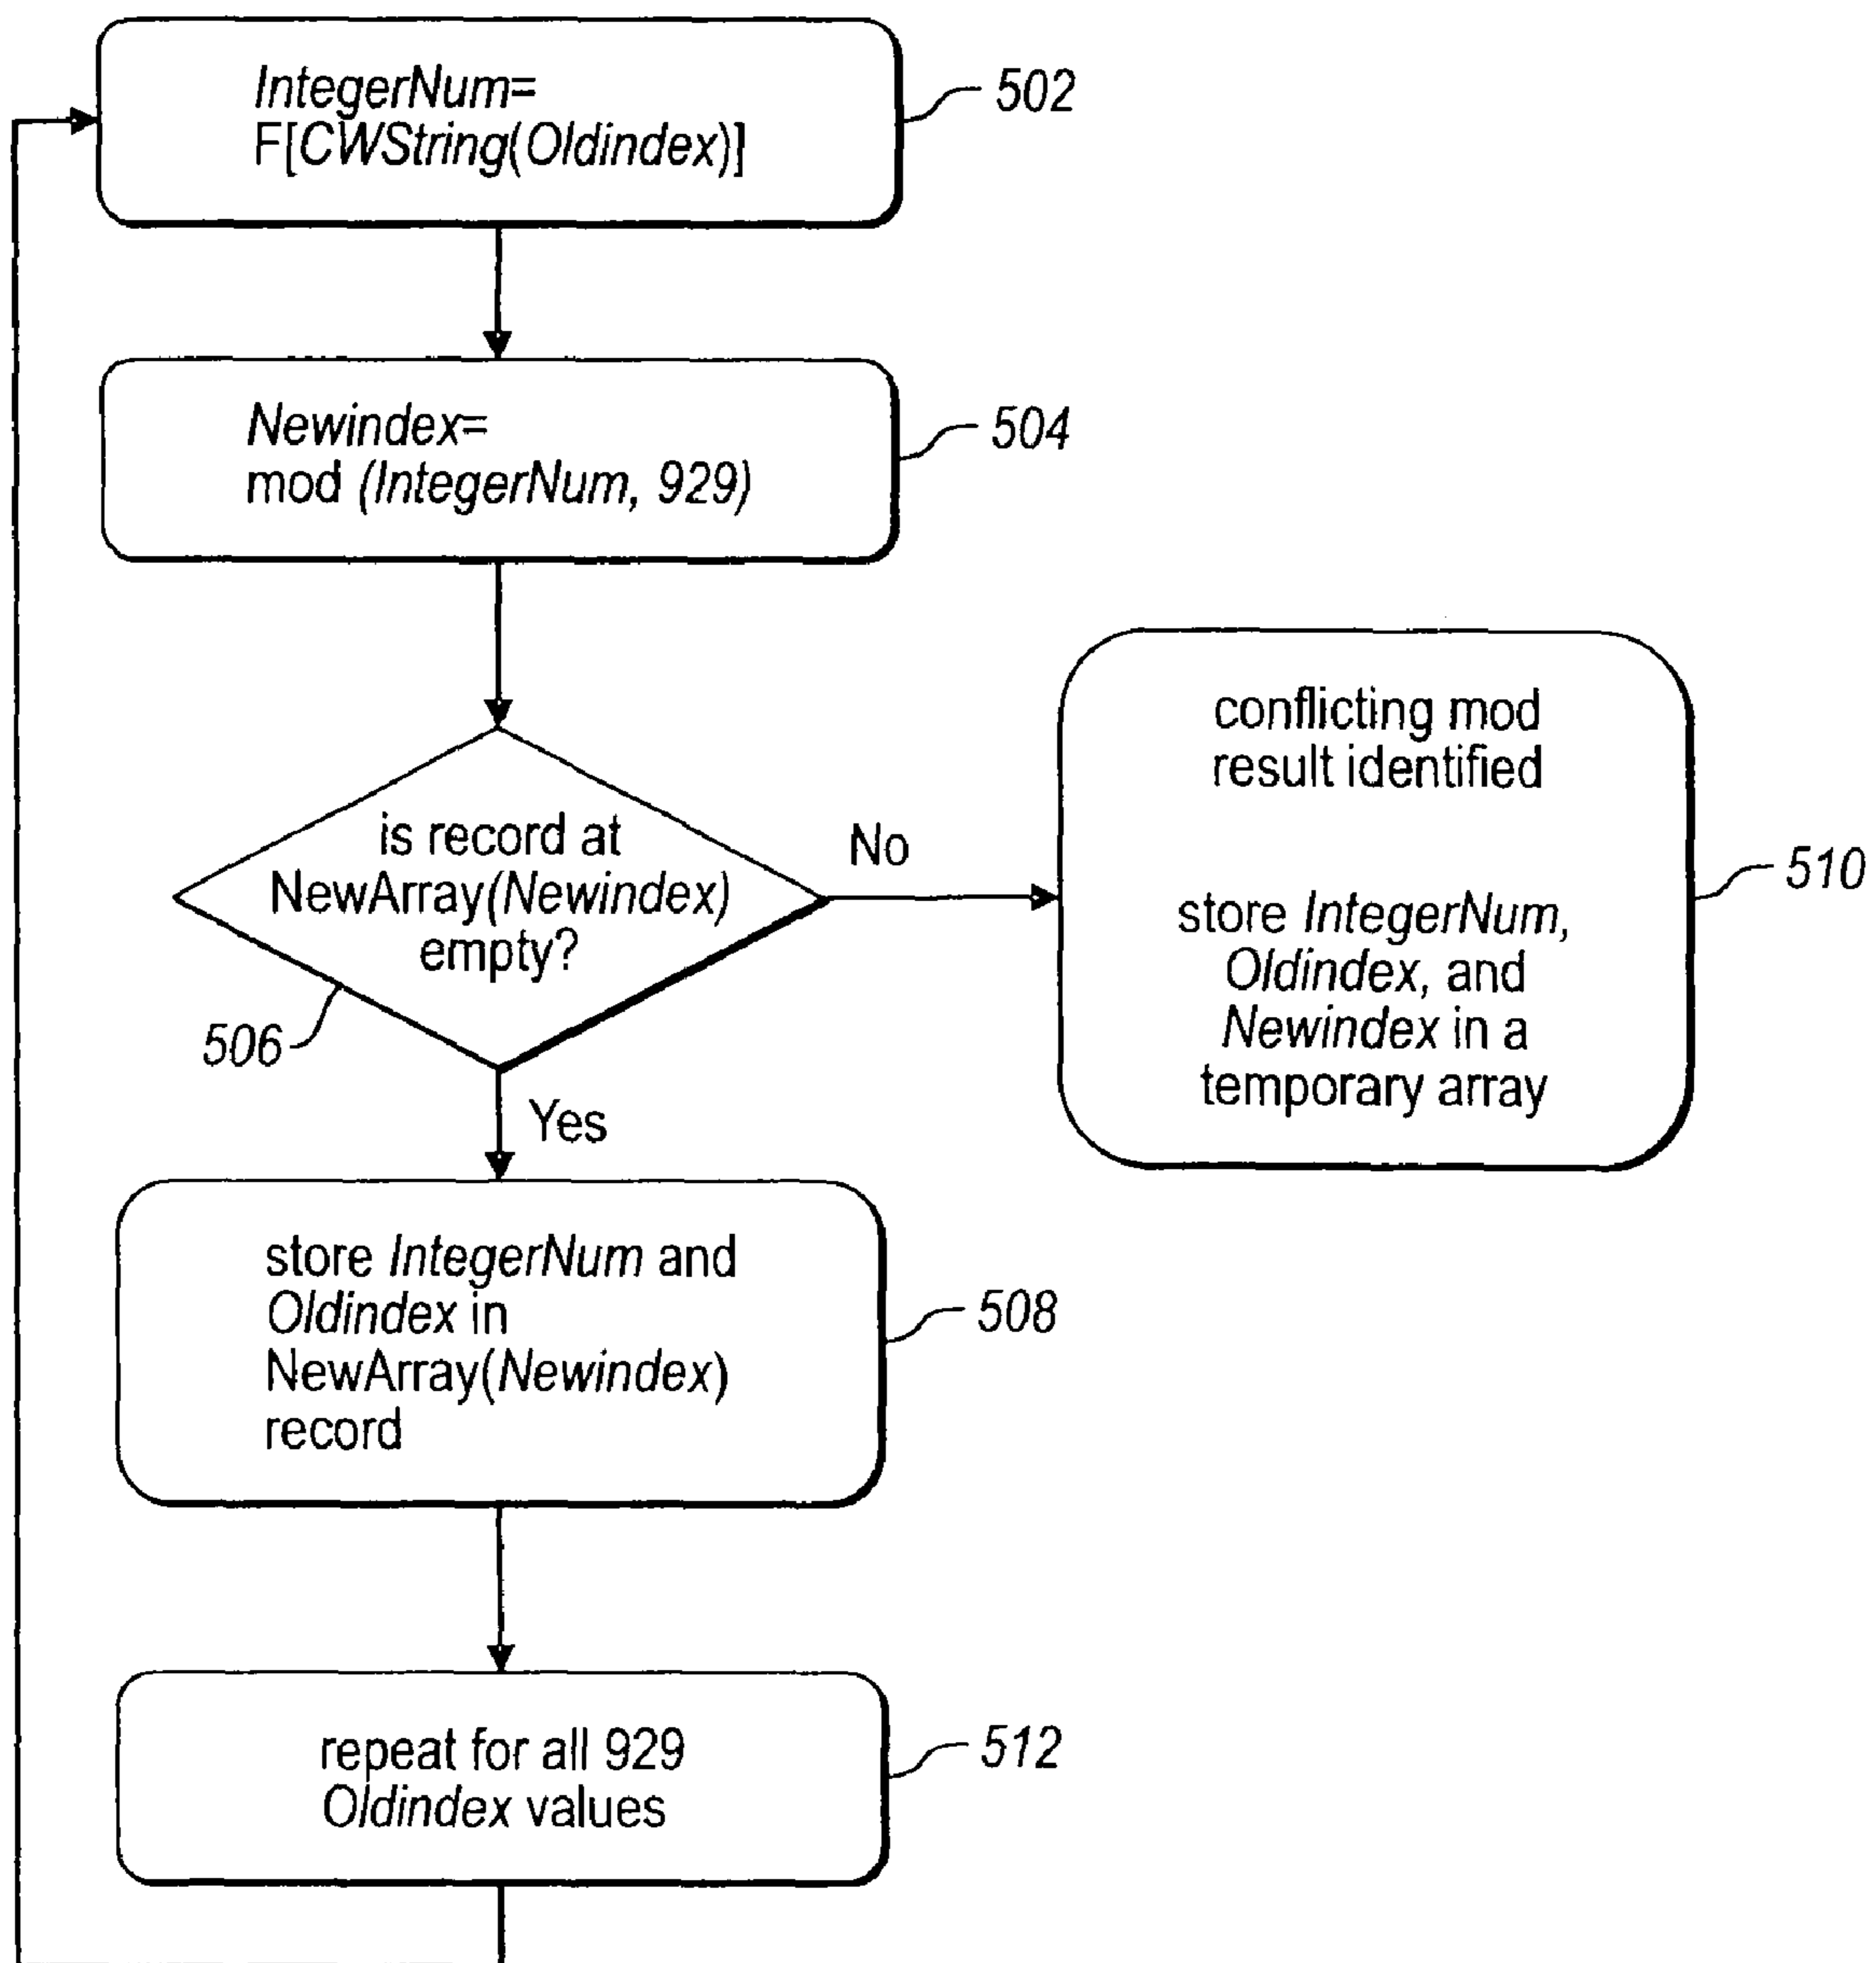 IntegerNum=
F[CWString(Oldindex)]
502
Newindex=
mod (IntegerNum, 929)
504
is record at
NewArray(Newindex)
empty?
506
No
conflicting mod
result identified
store IntegerNum,
Oldindex, and
Newindex in a
temporary array
510
Yes
store IntegerNum and
Oldindex in
NewArray(Newindex)
record
508
repeat for all 929
Oldindex values
512